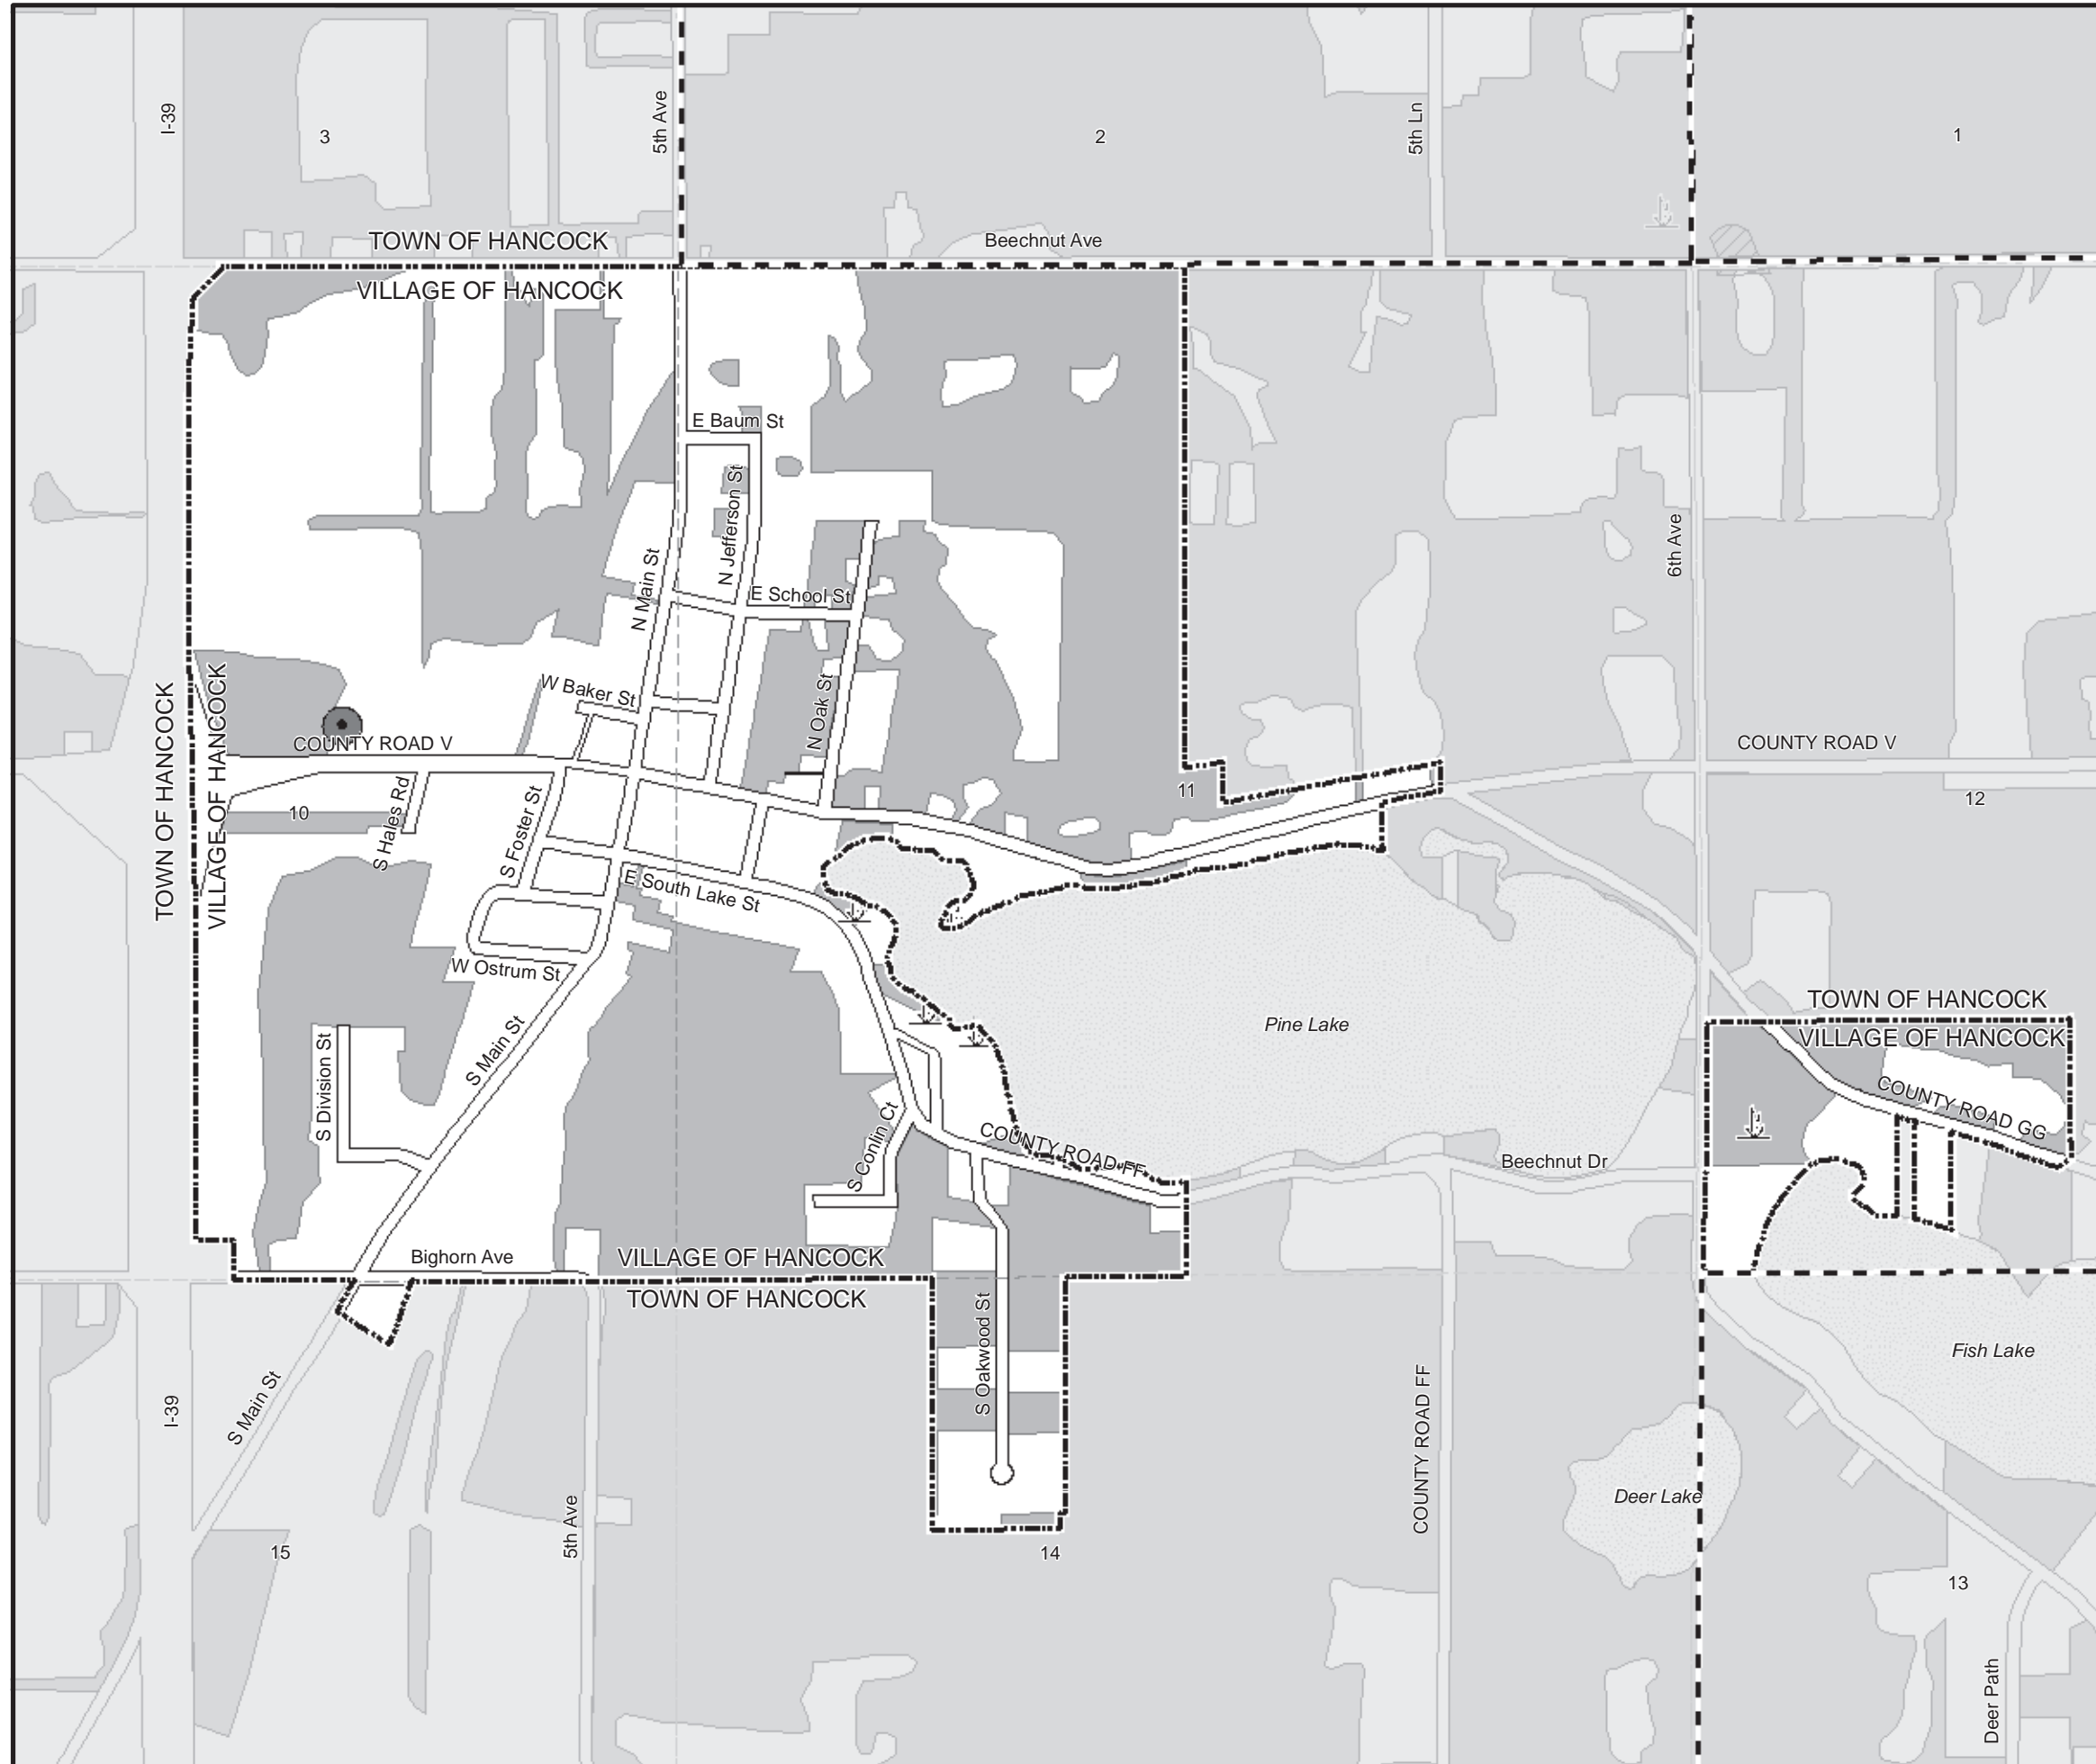 I-39
3
5th Ave
2
5th Ln
1
TOWN OF HANCOCK
Beechnut Ave
VILLAGE OF HANCOCK
E Baum St
N Jefferson St
6th Ave
N Main St
E School St
W Baker St
N Oak St
TOWN OF HANCOCK
VILLAGE OF HANCOCK
COUNTY ROAD V
COUNTY ROAD V
10
S Hales Rd
S Foster St
11
12
E South Lake St
W Ostrum St
S Main St
S Division St
Pine Lake
TOWN OF HANCOCK
VILLAGE OF HANCOCK
COUNTY ROAD GG
S Conlin Ct
COUNTY ROAD FF
Beechnut Dr
Bighorn Ave
VILLAGE OF HANCOCK
TOWN OF HANCOCK
S Oakwood St
Fish Lake
I-39
S Main St
COUNTY ROAD FF
Deer Lake
5th Ave
15
14
13
Deer Path